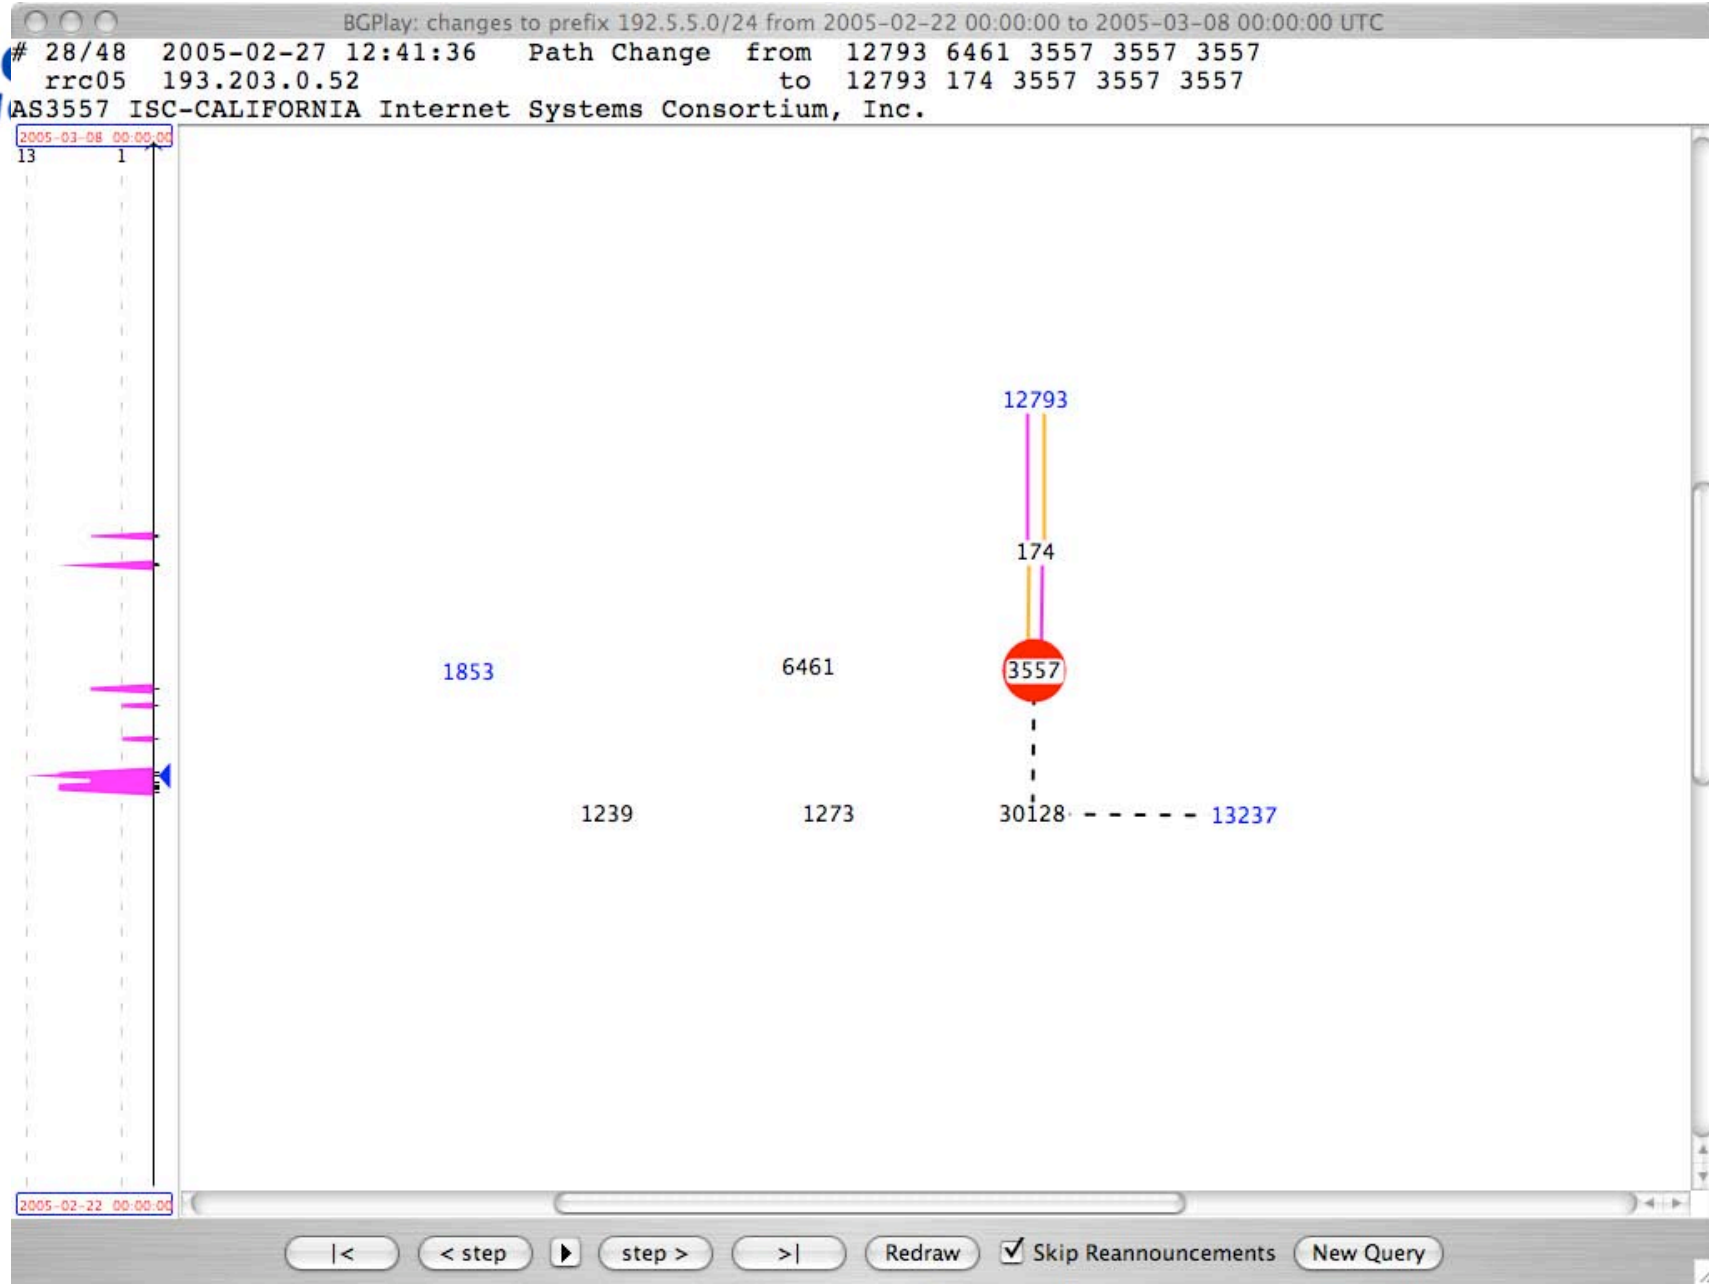 BGPlay: changes to prefix 192.5.5.0/24 from 2005-02-22 00:00:00 to 2005-03-08 00:00:00 UTC
# 28/48 2005-02-27 12:41:36 Path Change from 12793 6461 3557 3557 3557
rrc05 193.203.0.52 to 12793 174 3557 3557 3557
AS3557 ISC-CALIFORNIA Internet Systems Consortium, Inc.
2005-03-08 00:00:00
13 1
12793
174
1853 6461 3557
1239 1273 30128 13237
2005-02-22 00:00:00
|< < step step > >| Redraw Skip Reannouncements New Query